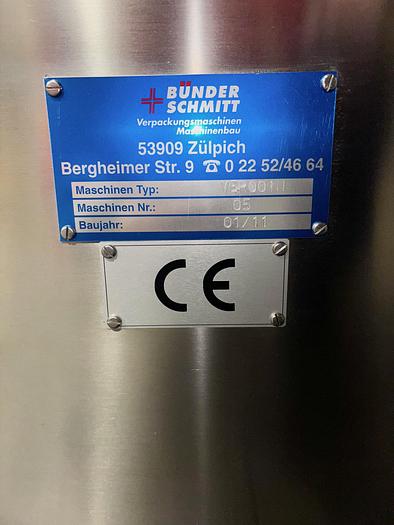 BÜNDER
SCHMITT
Verpackungsmaschinen
Maschinenbau
53909 Zülpich
Bergheimer Str. 9 ☎ 0 22 52/46 64
Maschinen Typ:
Maschinen Nr.: 05
Baujahr: 01/11
CE